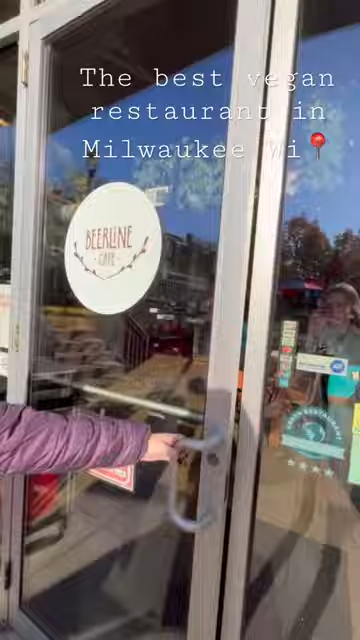 The best vegan
restaurant in
Milwaukee Wi📍
BEERLINE
· CAFE ·